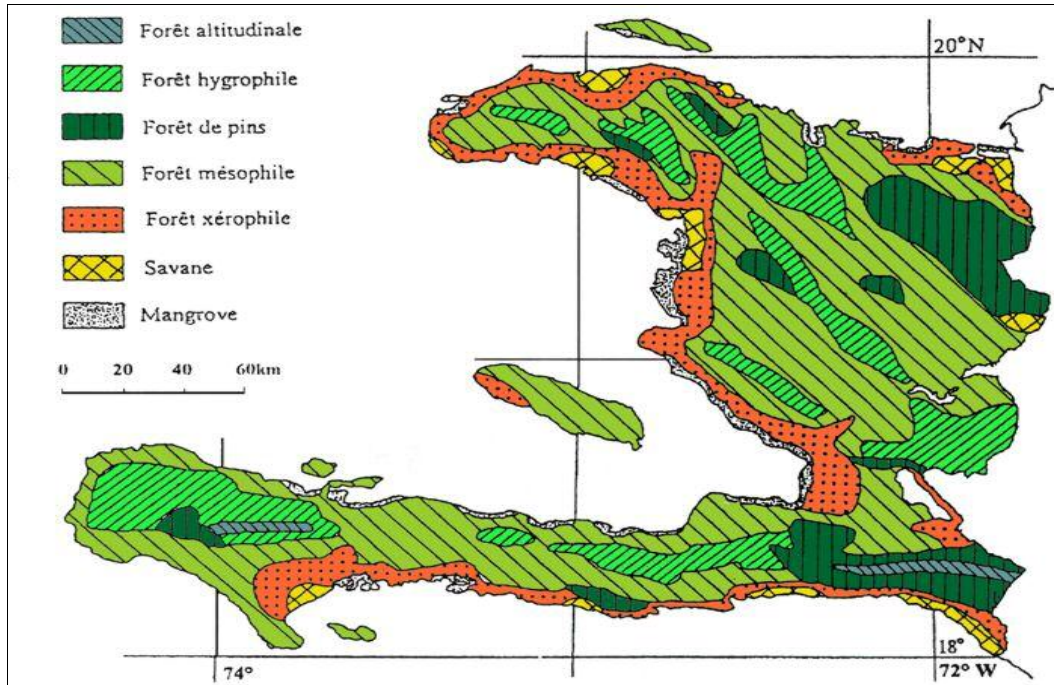 Forêt altitudinale
Forêt hygrophile
Forêt de pins
Forêt mésophile
Forêt xérophile
Savane
Mangrove
0 20 40 60km
20°N
74°
18°
72° W